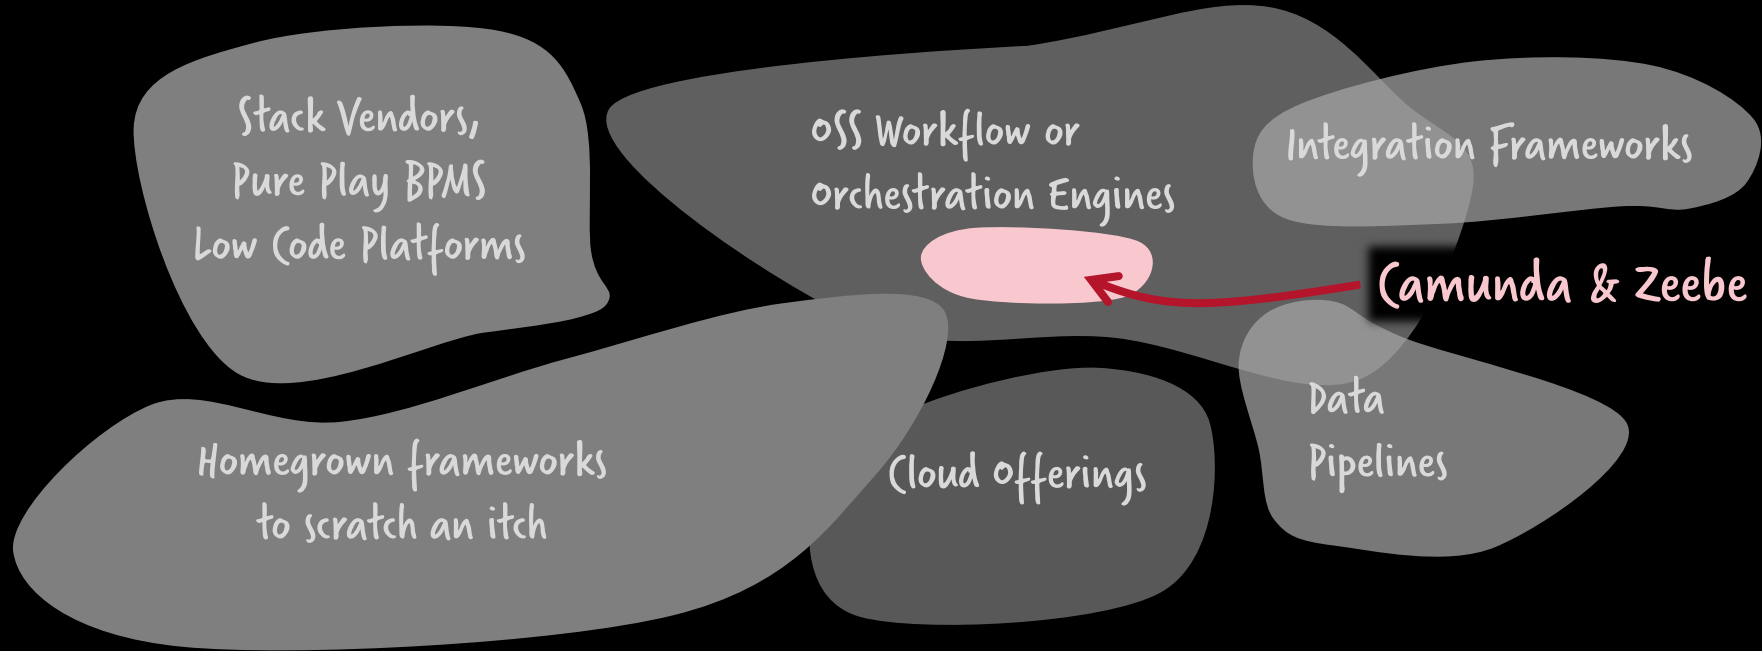 Stack Vendors,
Pure Play BPMS
Low Code Platforms
OSS Workflow or
Orchestration Engines
Integration Frameworks
Camunda & Zeebe
Homegrown frameworks
to scratch an itch
Cloud Offerings
Data
Pipelines